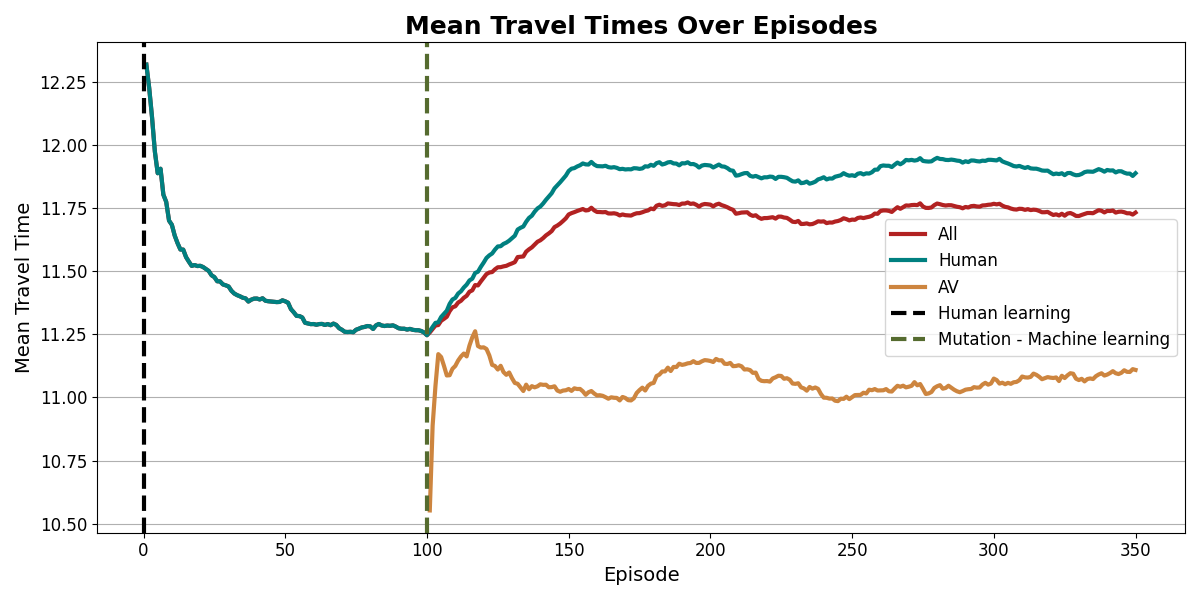 Mean Travel Times Over Episodes
Mean Travel Time
12.25
12.00
11.75
11.50
11.25
11.00
10.75
10.50
All
Human
AV
Human learning
Mutation - Machine learning
0 50 100 150 200 250 300 350
Episode